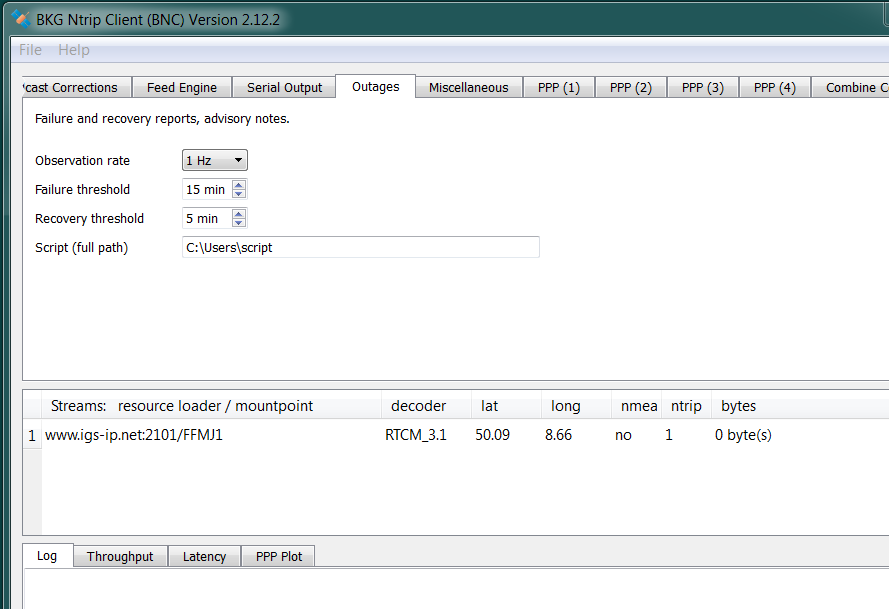 BKG Ntrip Client (BNC) Version 2.12.2
File Help
cast Corrections Feed Engine Serial Output Outages Miscellaneous PPP (1) PPP (2) PPP (3) PPP (4) Combine C
Failure and recovery reports, advisory notes.
Observation rate 1 Hz
Failure threshold 15 min
Recovery threshold 5 min
Script (full path) C:\Users\script
Streams: resource loader / mountpoint decoder lat long nmea ntrip bytes
1 www.igs-ip.net:2101/FFMJ1 RTCM_3.1 50.09 8.66 no 1 0 byte(s)
Log Throughput Latency PPP Plot